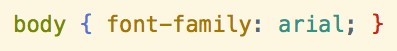 body { font-family: arial; }